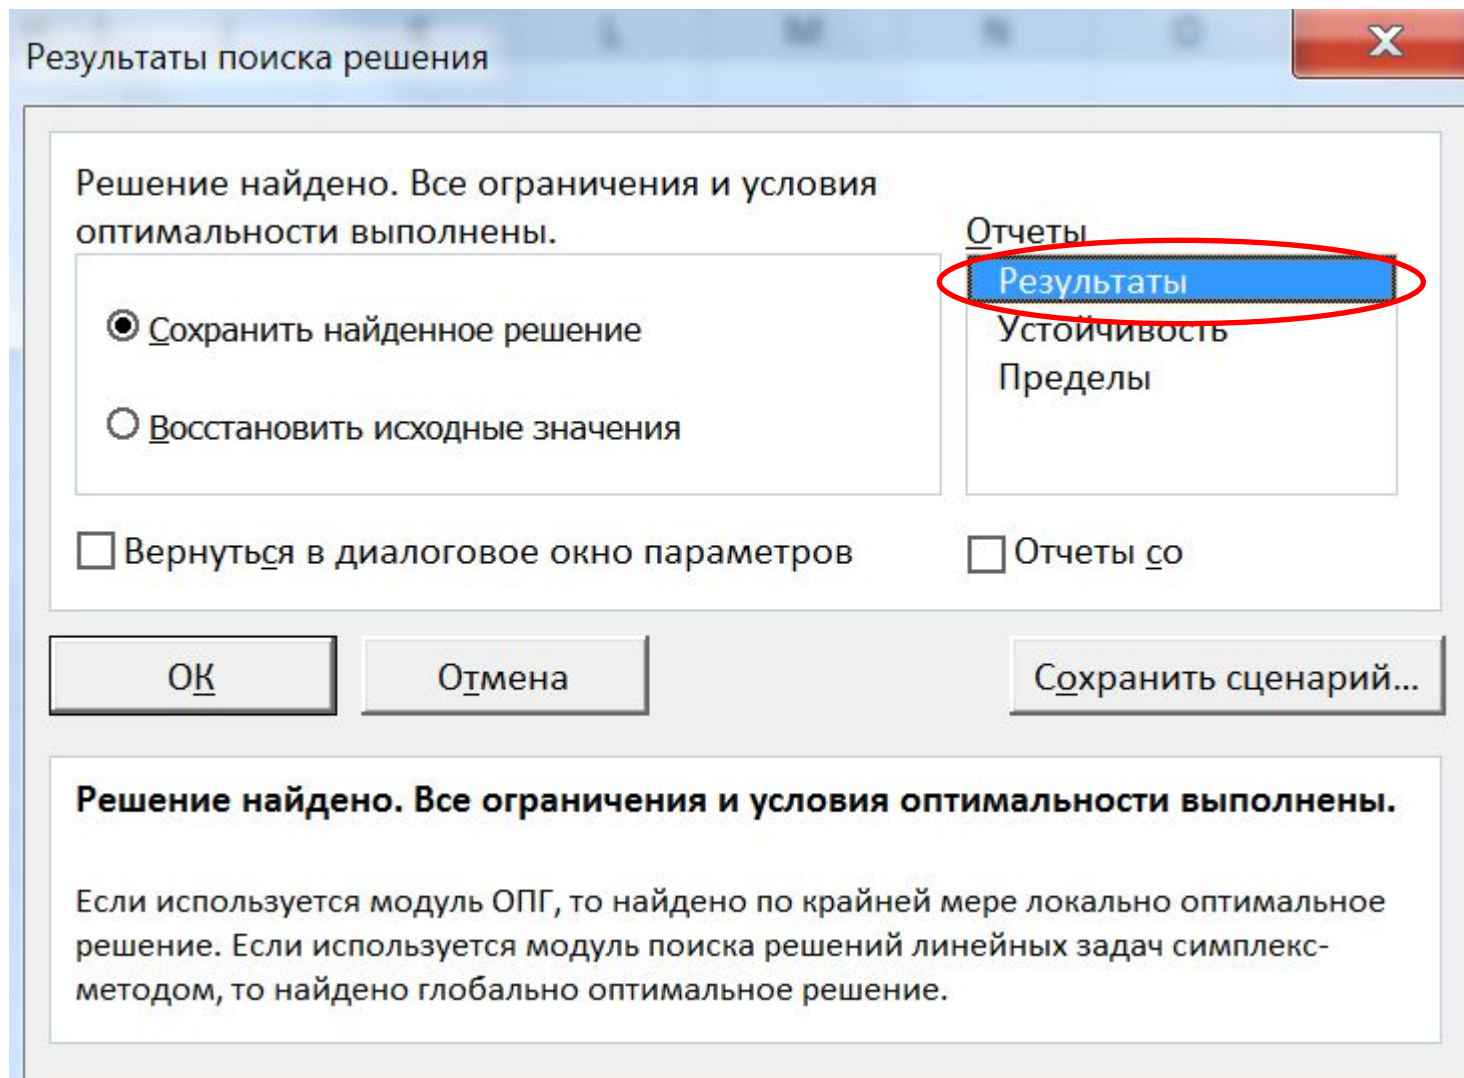 Результаты поиска решения
Решение найдено. Все ограничения и условия
оптимальности выполнены.
Отчеты
Результаты
Сохранить найденное решение
Устойчивость
Пределы
Восстановить исходные значения
Вернуться в диалоговое окно параметров
Отчеты со
ОК
Отмена
Сохранить сценарий...
Решение найдено. Все ограничения и условия оптимальности выполнены.
Если используется модуль ОПГ, то найдено по крайней мере локально оптимальное
решение. Если используется модуль поиска решений линейных задач симплекс-
методом, то найдено глобально оптимальное решение.